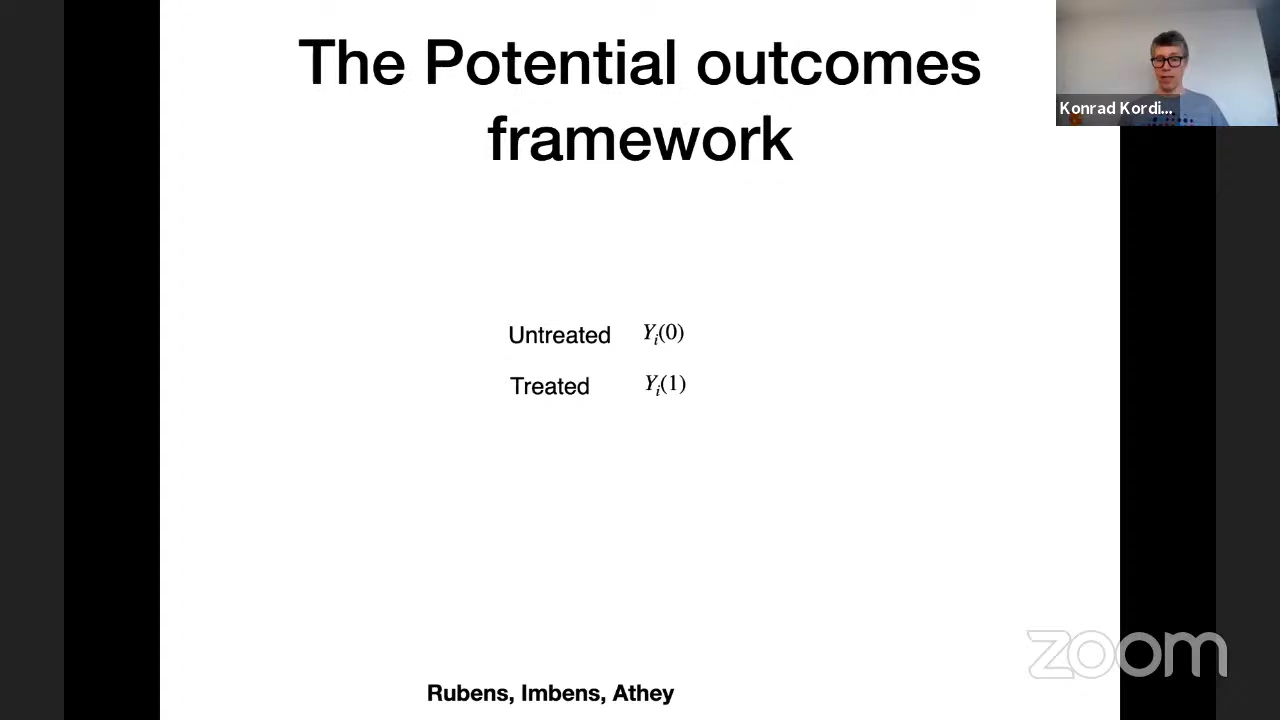 The Potential outcomes
framework
Konrad Kordi...
Untreated Yᵢ(0)
Treated Yᵢ(1)
Rubens, Imbens, Athey
zoom